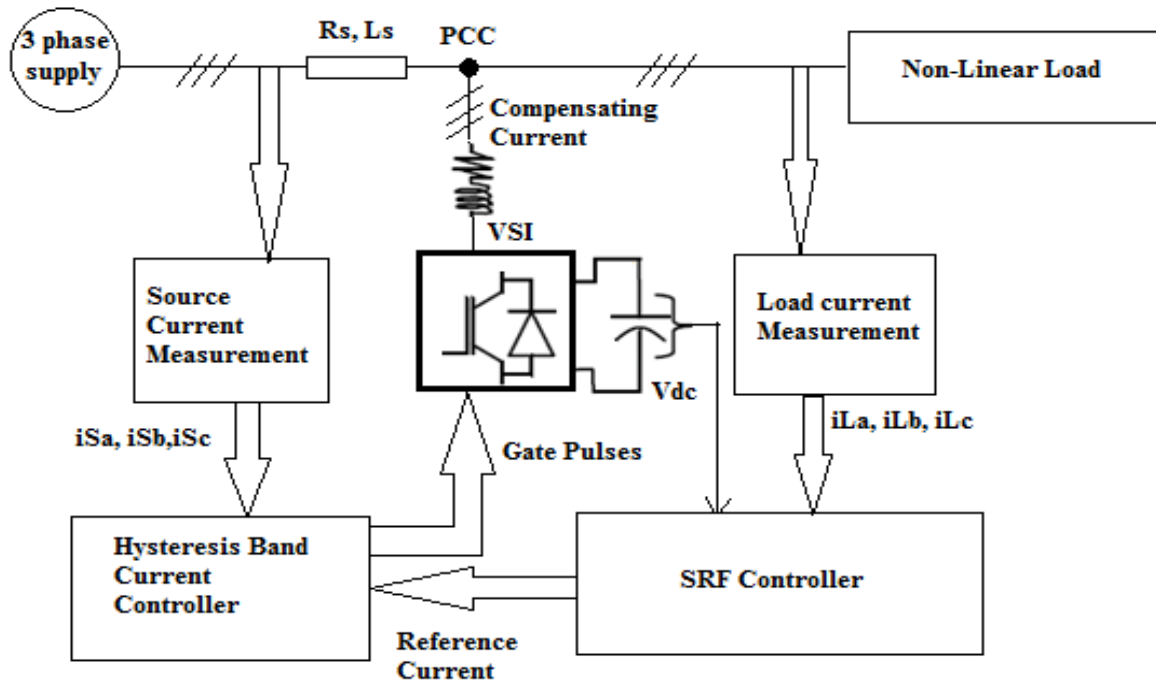 3 phase
supply
Rs, Ls
PCC
Non-Linear Load
Compensating
Current
VSI
Source
Current
Measurement
Load current
Measurement
Vdc
iSa, iSb,iSc
iLa, iLb, iLc
Gate Pulses
Hysteresis Band
Current
Controller
SRF Controller
Reference
Current